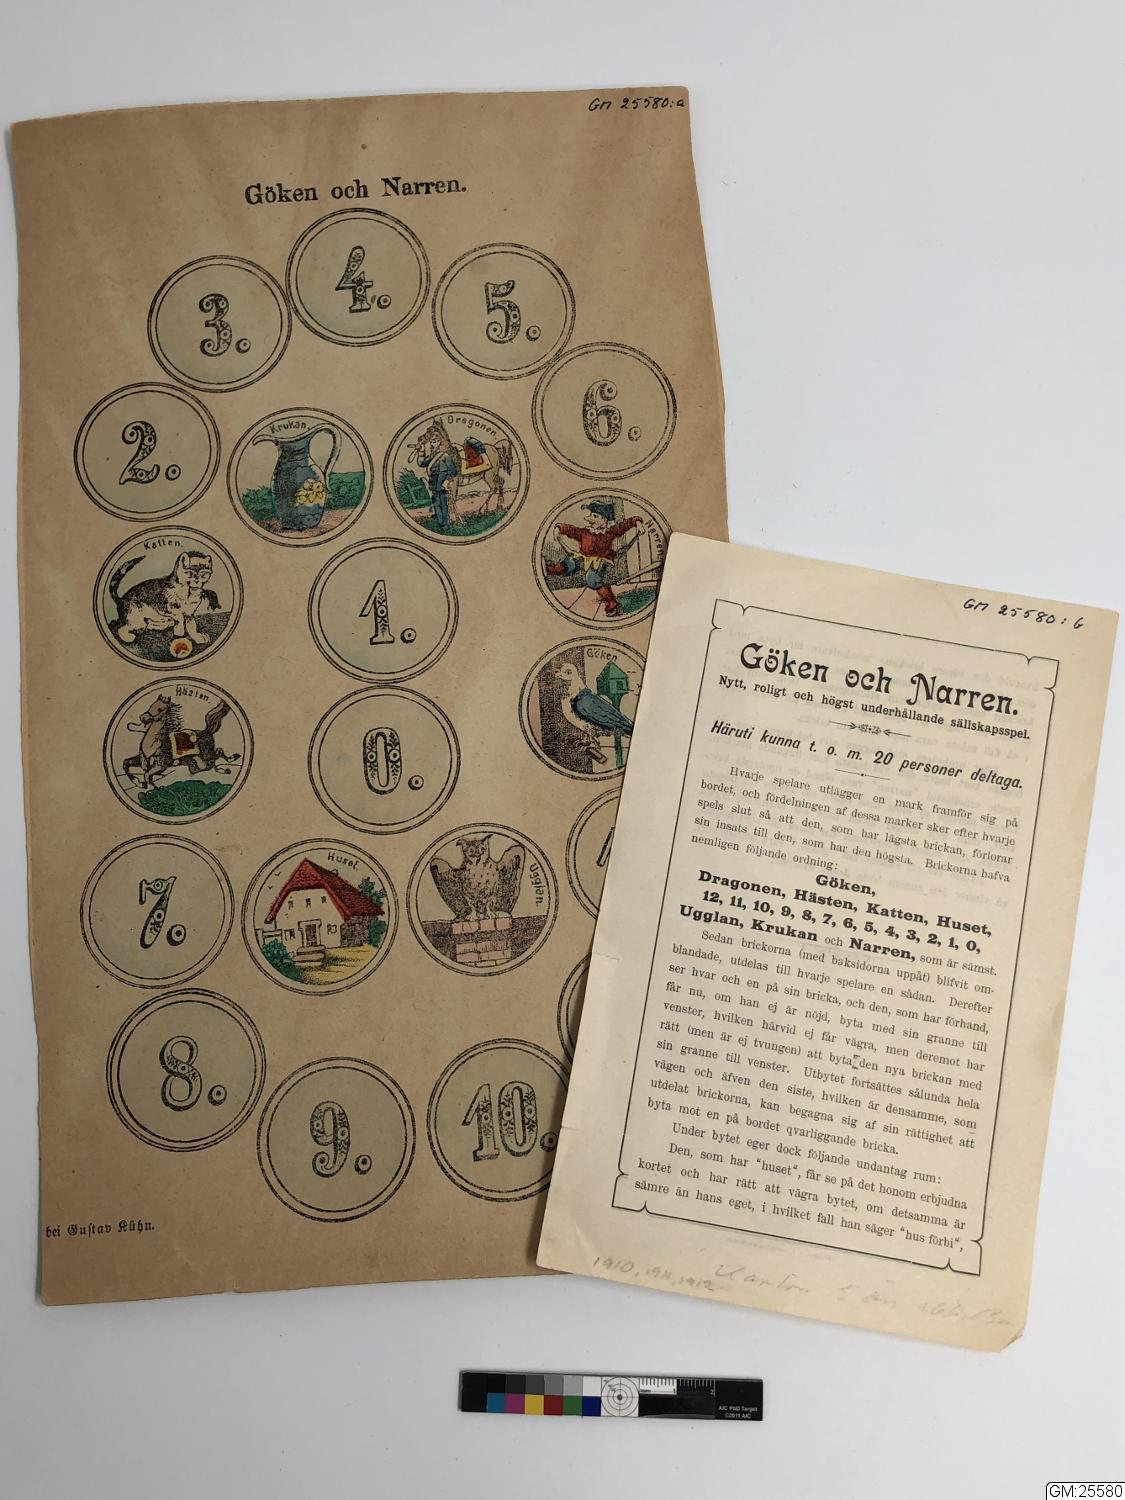 GM 25580:a
Göken och Narren.
3.
4.
5.
2.
6.
Krukan.
Dragonen.
Katten.
Narren.
1.
Göken
Hästen.
0.
7.
Huset.
Ugglan.
8.
9.
10.
bei Gustav Kühn.
GM 25580:b
Göken och Narren.
Nytt, roligt och högst underhållande sällskapsspel.
Häruti kunna t. o. m. 20 personer deltaga.
Hvarje spelare utlägger en mark framför sig på
bordet, och fördelningen af dessa marker sker efter hvarje
spels slut så att den, som har lägsta brickan, förlorar
sin insats till den, som har den högsta. Brickorna hafva
nemligen följande ordning:
Göken,
Dragonen, Hästen, Katten, Huset,
12, 11, 10, 9, 8, 7, 6, 5, 4, 3, 2, 1, 0,
Ugglan, Krukan och Narren, som är sämst.
Sedan brickorna (med baksidorna uppåt) blifvit om-
blandade, utdelas till hvarje spelare en sådan. Derefter
ser hvar och en på sin bricka, och den, som har förhand,
får nu, om han ej är nöjd, byta med sin granne till
venster, hvilken härvid ej får vägra, men deremot har
rätt (men är ej tvungen) att byta den nya brickan med
sin granne till venster. Utbytet fortsättes sålunda hela
vägen och äfven den siste, hvilken är densamme, som
utdelat brickorna, kan begagna sig af sin rättighet att
byta mot en på bordet qvarliggande bricka.
Under bytet eger dock följande undantag rum:
Den, som har "huset", får se på det honom erbjudna
kortet och har rätt att vägra bytet, om detsamma är
sämre än hans eget, i hvilket fall han säger "hus förbi",
1910, 1911, 1912
AIC PhD Target
©2011 AIC
GM:25580